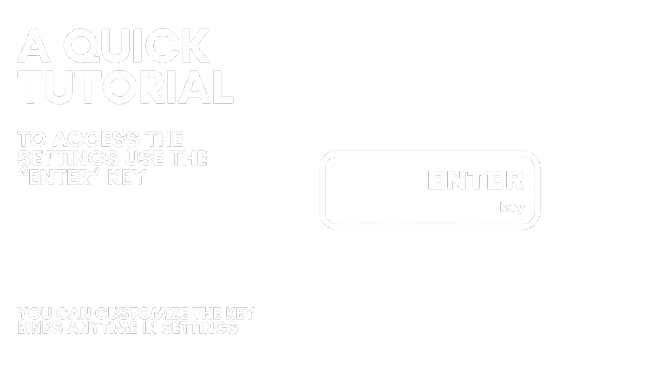 A QUICK
TUTORIAL
TO ACCESS THE
SETTINGS USE THE
"ENTER" KEY
ENTER
key
YOU CAN CUSTOMIZE THE KEY
BINDS ANYTIME IN SETTINGS